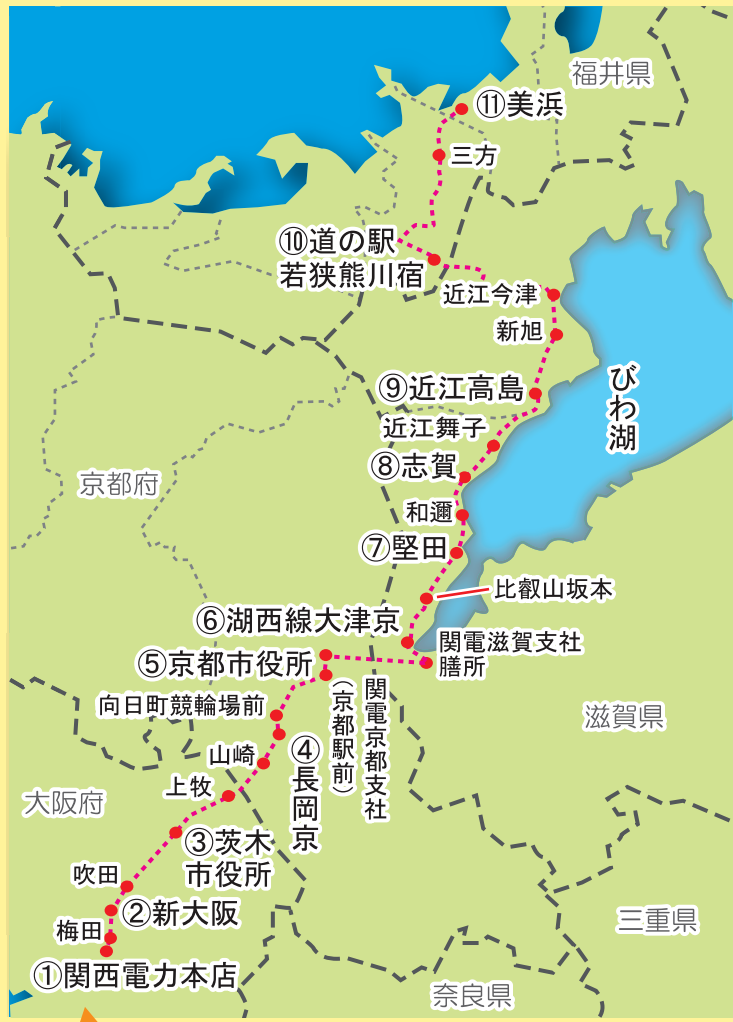 福井県
⑪美浜
三方
⑩道の駅
若狭熊川宿
近江今津
新旭
びわ湖
⑨近江高島
近江舞子
⑧志賀
京都府
和邇
⑦堅田
比叡山坂本
⑥湖西線大津京
関電滋賀支社
膳所
⑤京都市役所
関電京都支社
(京都駅前)
向日町競輪場前
滋賀県
④長岡京
山崎
上牧
大阪府
③茨木
市役所
吹田
②新大阪
梅田
三重県
①関西電力本店
奈良県